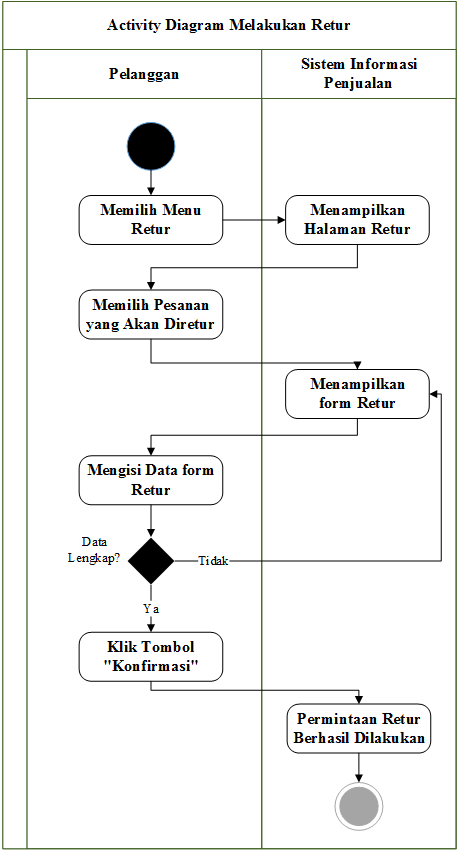 Activity Diagram Melakukan Retur
Pelanggan
Sistem Informasi
Penjualan
Memilih Menu
Retur
Menampilkan
Halaman Retur
Memilih Pesanan
yang Akan Diretur
Menampilkan
form Retur
Mengisi Data form
Retur
Data
Lengkap?
Tidak
Ya
Klik Tombol
"Konfirmasi"
Permintaan Retur
Berhasil Dilakukan